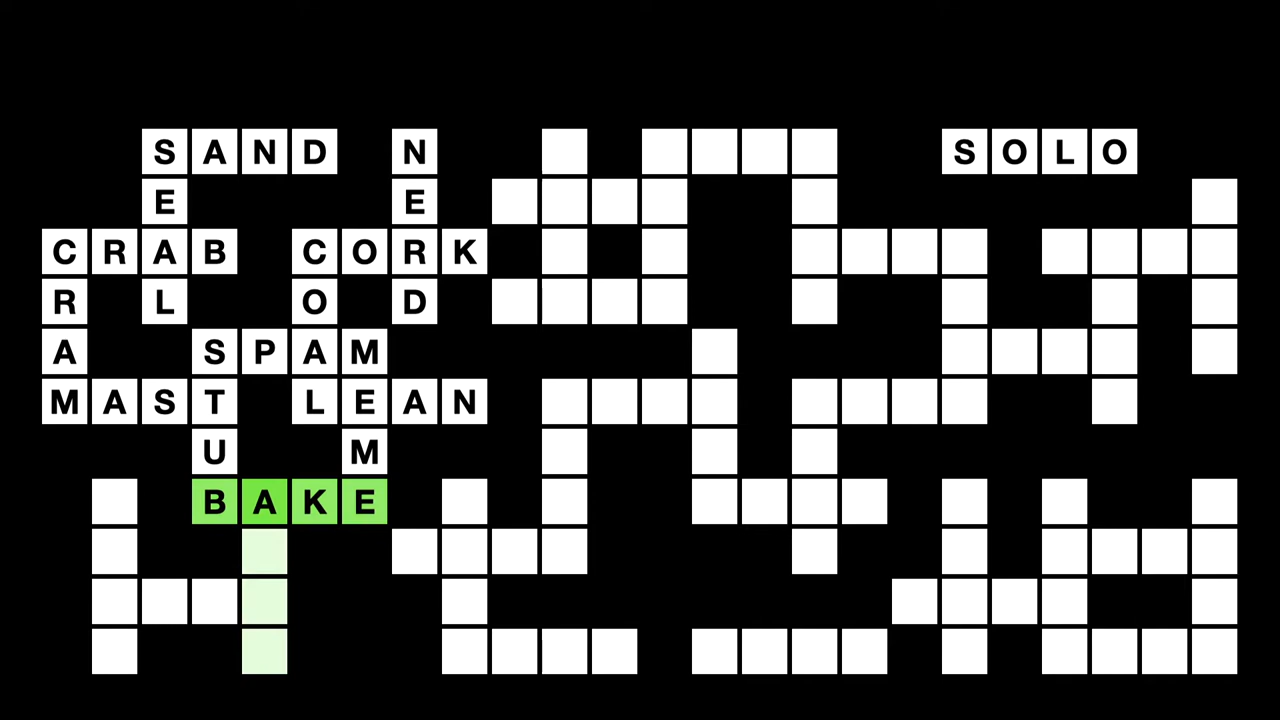 SAND N SOLO
E E
CRAB CORK
R L O D
A SPAM
MAST LEAN
U M
BAKE